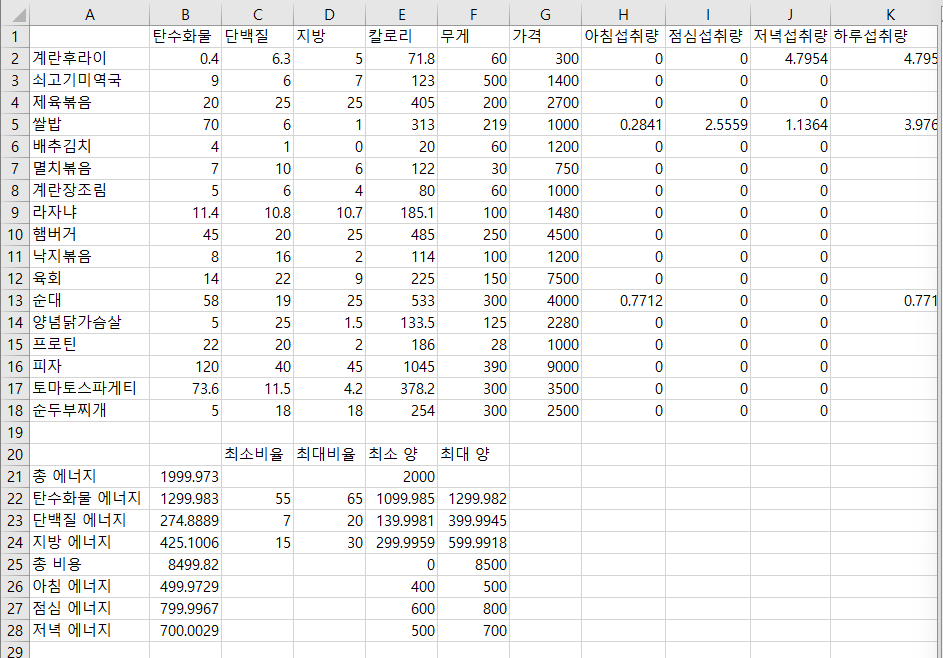 A B C D E F G H I J K
1 탄수화물 단백질 지방 칼로리 무게 가격 아침섭취량 점심섭취량 저녁섭취량 하루섭취량
2 계란후라이 0.4 6.3 5 71.8 60 300 0 0 4.7954 4.795
3 쇠고기미역국 9 6 7 123 500 1400 0 0 0
4 제육볶음 20 25 25 405 200 2700 0 0 0
5 쌀밥 70 6 1 313 219 1000 0.2841 2.5559 1.1364 3.976
6 배추김치 4 1 0 20 60 1200 0 0 0
7 멸치볶음 7 10 6 122 30 750 0 0 0
8 계란장조림 5 6 4 80 60 1000 0 0 0
9 라자냐 11.4 10.8 10.7 185.1 100 1480 0 0 0
10 햄버거 45 20 25 485 250 4500 0 0 0
11 낙지볶음 8 16 2 114 100 1200 0 0 0
12 육회 14 22 9 225 150 7500 0 0 0
13 순대 58 19 25 533 300 4000 0.7712 0 0 0.771
14 양념닭가슴살 5 25 1.5 133.5 125 2280 0 0 0
15 프로틴 22 20 2 186 28 1000 0 0 0
16 피자 120 40 45 1045 390 9000 0 0 0
17 토마토스파게티 73.6 11.5 4.2 378.2 300 3500 0 0 0
18 순두부찌개 5 18 18 254 300 2500 0 0 0
19
20 최소비율 최대비율 최소 양 최대 양
21 총 에너지 1999.973 2000
22 탄수화물 에너지 1299.983 55 65 1099.985 1299.982
23 단백질 에너지 274.8889 7 20 139.9981 399.9945
24 지방 에너지 425.1006 15 30 299.9959 599.9918
25 총 비용 8499.82 0 8500
26 아침 에너지 499.9729 400 500
27 점심 에너지 799.9967 600 800
28 저녁 에너지 700.0029 500 700
29